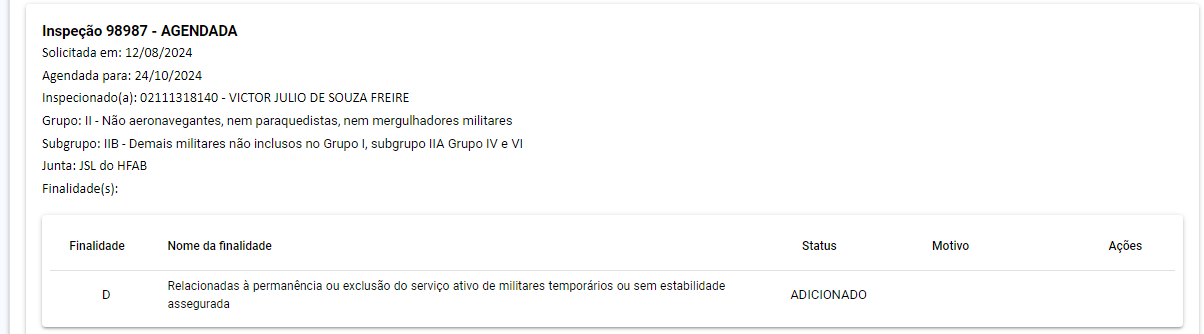 Inspeção 98987 - AGENDADA
Solicitada em: 12/08/2024
Agendada para: 24/10/2024
Inspecionado(a): 02111318140 - VICTOR JULIO DE SOUZA FREIRE
Grupo: II - Não aeronavegantes, nem paraquedistas, nem mergulhadores militares
Subgrupo: IIB - Demais militares não inclusos no Grupo I, subgrupo IIA Grupo IV e VI
Junta: JSL do HFAB
Finalidade(s):
Finalidade Nome da finalidade Status Motivo Ações
D Relacionadas à permanência ou exclusão do serviço ativo de militares temporários ou sem estabilidade ADICIONADO
assegurada